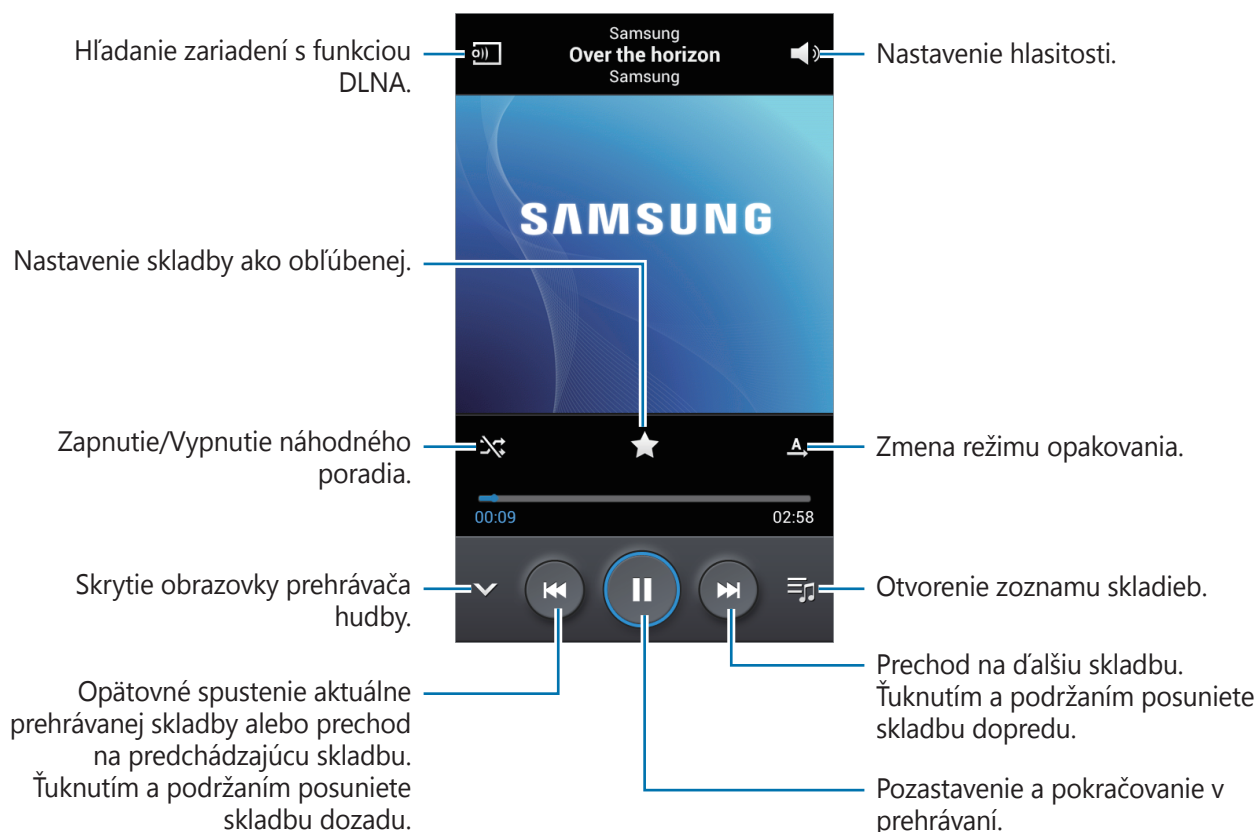 Hľadanie zariadení s funkciou
DLNA.
Samsung
Over the horizon
Samsung
Nastavenie hlasitosti.
SAMSUNG
Nastavenie skladby ako obľúbenej.
Zapnutie/Vypnutie náhodného
poradia.
A
Zmena režimu opakovania.
00:09
02:58
Skrytie obrazovky prehrávača
hudby.
Otvorenie zoznamu skladieb.
Opätovné spustenie aktuálne
prehrávanej skladby alebo prechod
na predchádzajúcu skladbu.
Ťuknutím a podržaním posuniete
skladbu dozadu.
Prechod na ďalšiu skladbu.
Ťuknutím a podržaním posuniete
skladbu dopredu.
Pozastavenie a pokračovanie v
prehrávaní.